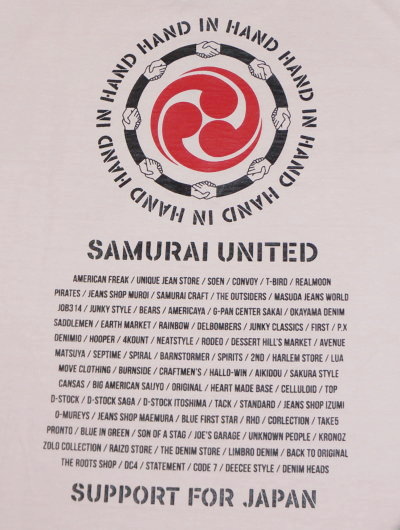 HAND IN HAND HAND IN HAND HAND IN HAND HAND IN HAND
SAMURAI UNITED
AMERICAN FREAK / UNIQUE JEAN STORE / SOEN / CONVOY / T-BIRD / REALMOON
PIRATES / JEANS SHOP MUROI / SAMURAI CRAFT / THE OUTSIDERS / MASUDA JEANS WORLD
JOB314 / JUNKY STYLE / BEARS / AMERICAYA / G-PAN CENTER SAKAI / OKAYAMA DENIM
SADDLEMEN / EARTH MARKET / RAINBOW / DELBOMBERS / JUNKY CLASSICS / FIRST / P.X
DENIMIO / HOOPER / 4KOUNT / NEATSTYLE / RODEO / DESSERT HILL'S MARKET / AVENUE
MATSUYA / SEPTIME / SPIRAL / BARNSTORMER / SPIRITS / 2ND / HARLEM STORE / LUA
MOVE CLOTHING / BURNSIDE / CRAFTMEN'S / HALLO-WIN / AIKIDOU / SAKURA STYLE
CANSAS / BIG AMERICAN SAIJYO / ORIGINAL / HEART MADE BASE / CELLULOID / TOP
D-STOCK / D-STOCK SAGA / D-STOCK ITOSHIMA / TACK / STANDARD / JEANS SHOP IZUMI
O-MUREYS / JEANS SHOP MAEMURA / BLUE FIRST STAR / RHD / CORLECTION / TAKE5
PRONTO / BLUE IN GREEN / SON OF A STAG / JOE'S GARAGE / UNKNOWN PEOPLE / KRONOZ
ZOLO COLLECTION / RAIZO STORE / THE DENIM STORE / LIMBRO DENIM / BACK TO ORIGINAL
THE ROOTS SHOP / DC4 / STATEMENT / CODE 7 / DEECEE STYLE / DENIM HEADS
SUPPORT FOR JAPAN